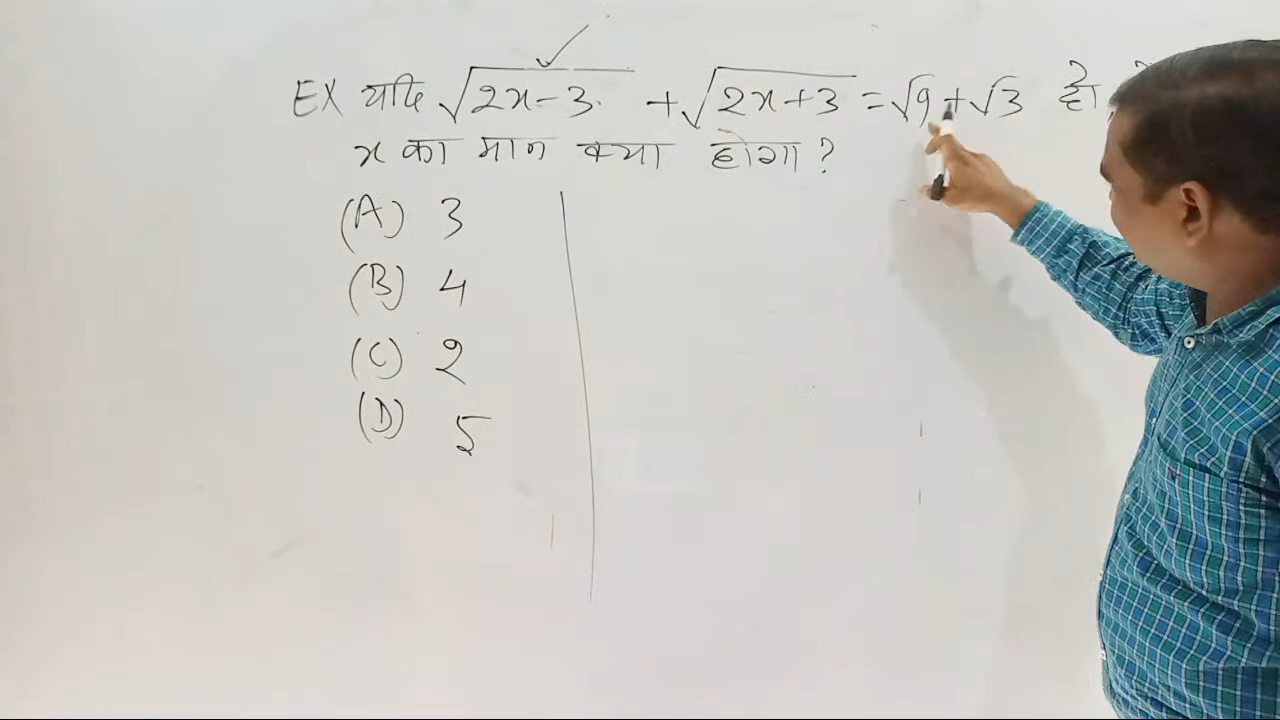 EX यदि √2x-3 + √2x+3 = √9+√3 हो
x का मान क्या होगा ?
(A) 3
(B) 4
(C) 2
(D) 5